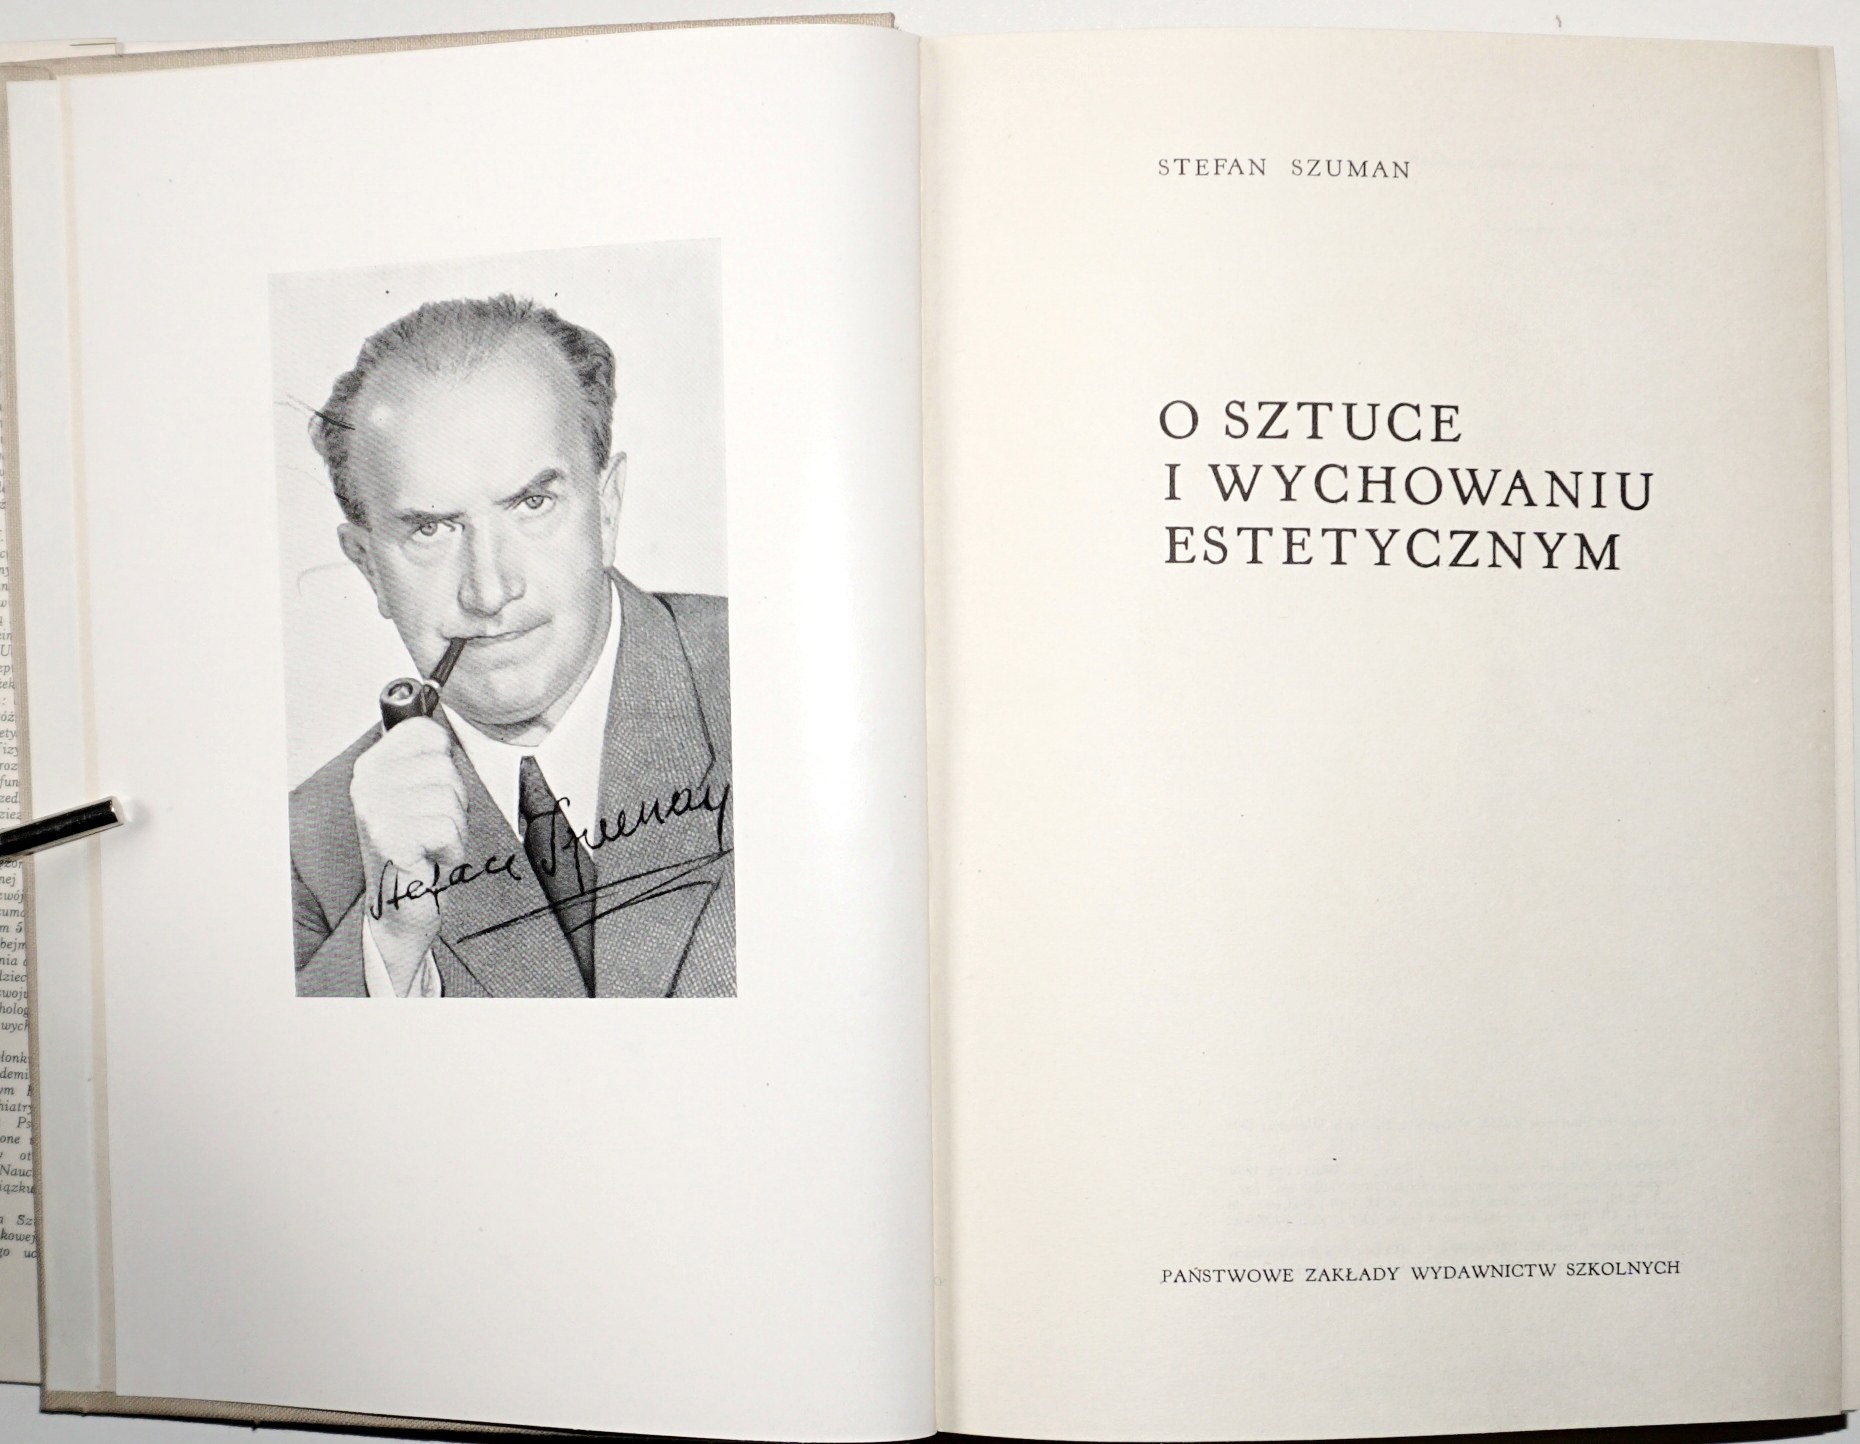 Stefan Szuman
STEFAN SZUMAN
O SZTUCE
I WYCHOWANIU
ESTETYCZNYM
PAŃSTWOWE ZAKŁADY WYDAWNICTW SZKOLNYCH